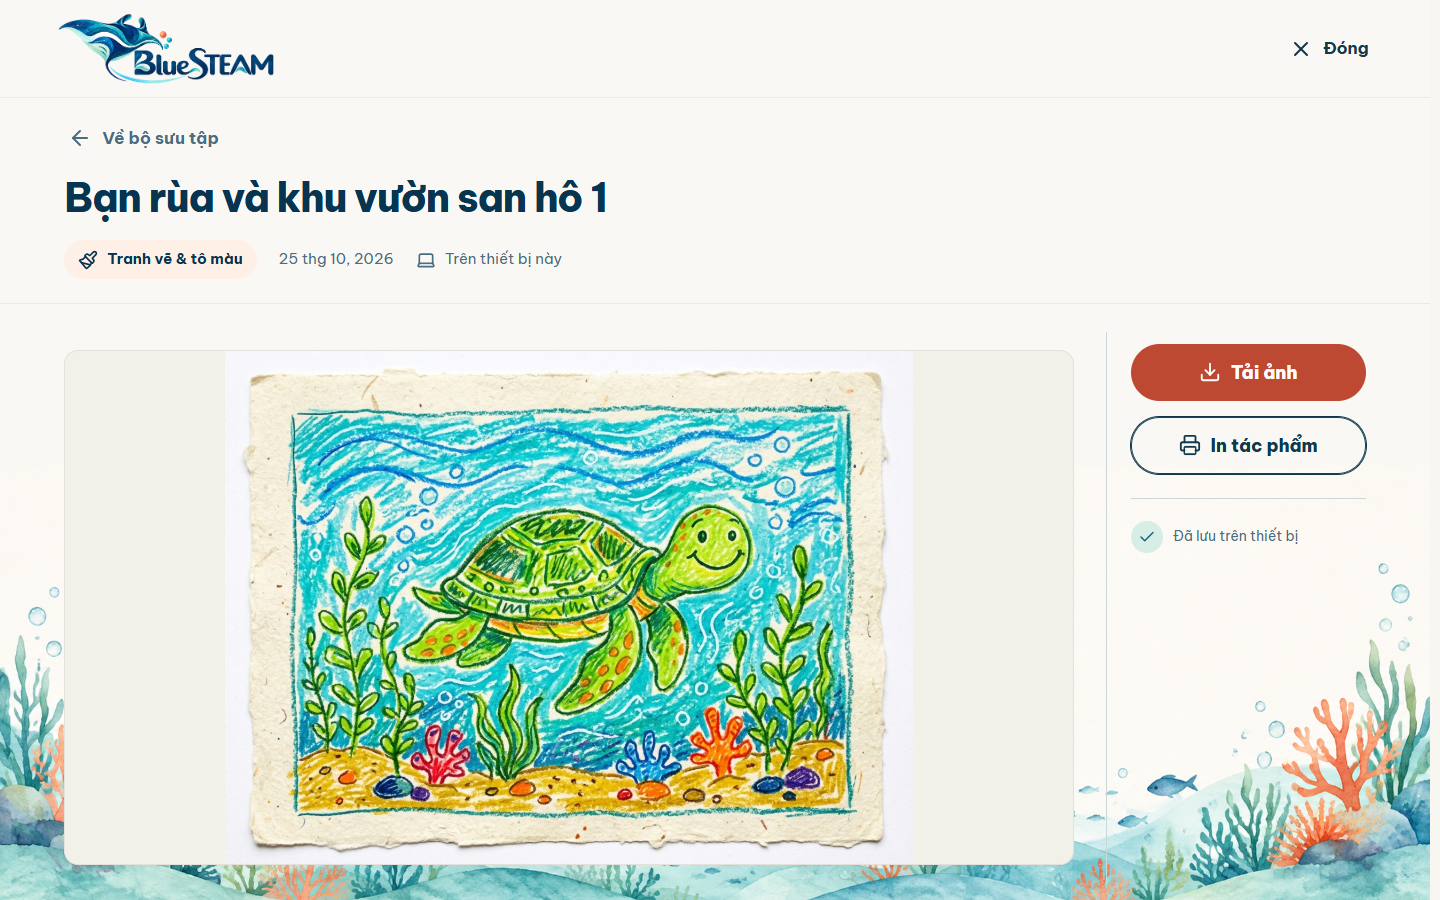 BlueSTEAM
Đóng
Về bộ sưu tập
Bạn rùa và khu vườn san hô 1
Tranh vẽ & tô màu
25 thg 10, 2026
Trên thiết bị này
Tải ảnh
In tác phẩm
Đã lưu trên thiết bị